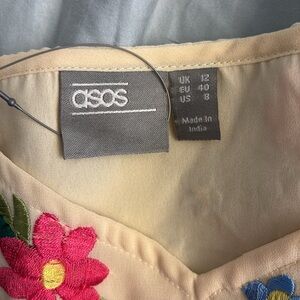 asos
UK 12
EU 40
US 8
Made in
India